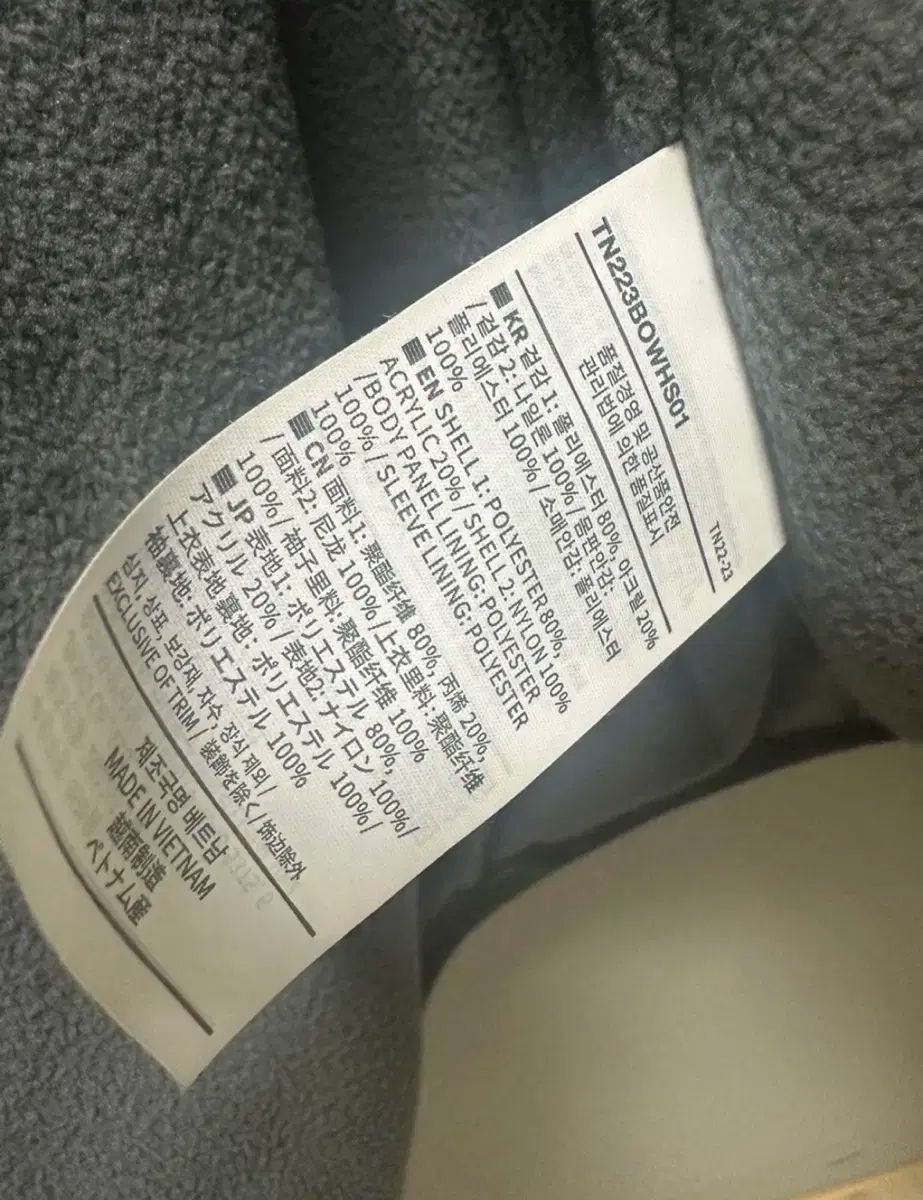 TN223BOWHS01
TN22-23
품질경영 및 공산품안전
관리법에 의한 품질표시
KR 겉감 1: 폴리에스터 80%, 아크릴 20%
/ 겉감 2: 나일론 100% / 몸판안감:
폴리에스터 100% / 소매안감: 폴리에스터
100%
EN SHELL 1: POLYESTER 80%,
ACRYLIC 20% / SHELL 2: NYLON 100%
/ BODY PANEL LINING: POLYESTER
100% / SLEEVE LINING: POLYESTER
100%
CN 面料1: 聚酯纤维 80%, 丙烯 20%,
/面料2: 尼龙 100% / 上衣里料: 聚酯纤维
100% / 袖子里料: 聚酯纤维 100%
JP 表地1: ポリエステル 80%,
アクリル 20% / 表地2: ナイロン 100% /
上衣表地 裏地: ポリエステル 100% /
袖裏地: ポリエステル 100%
심지, 상표, 보강재, 자수, 장식 제외 /
EXCLUSIVE OF TRIM / 装飾を除く / 饰边除外
제조국명 베트남
MADE IN VIETNAM
越南制造
ベトナム産